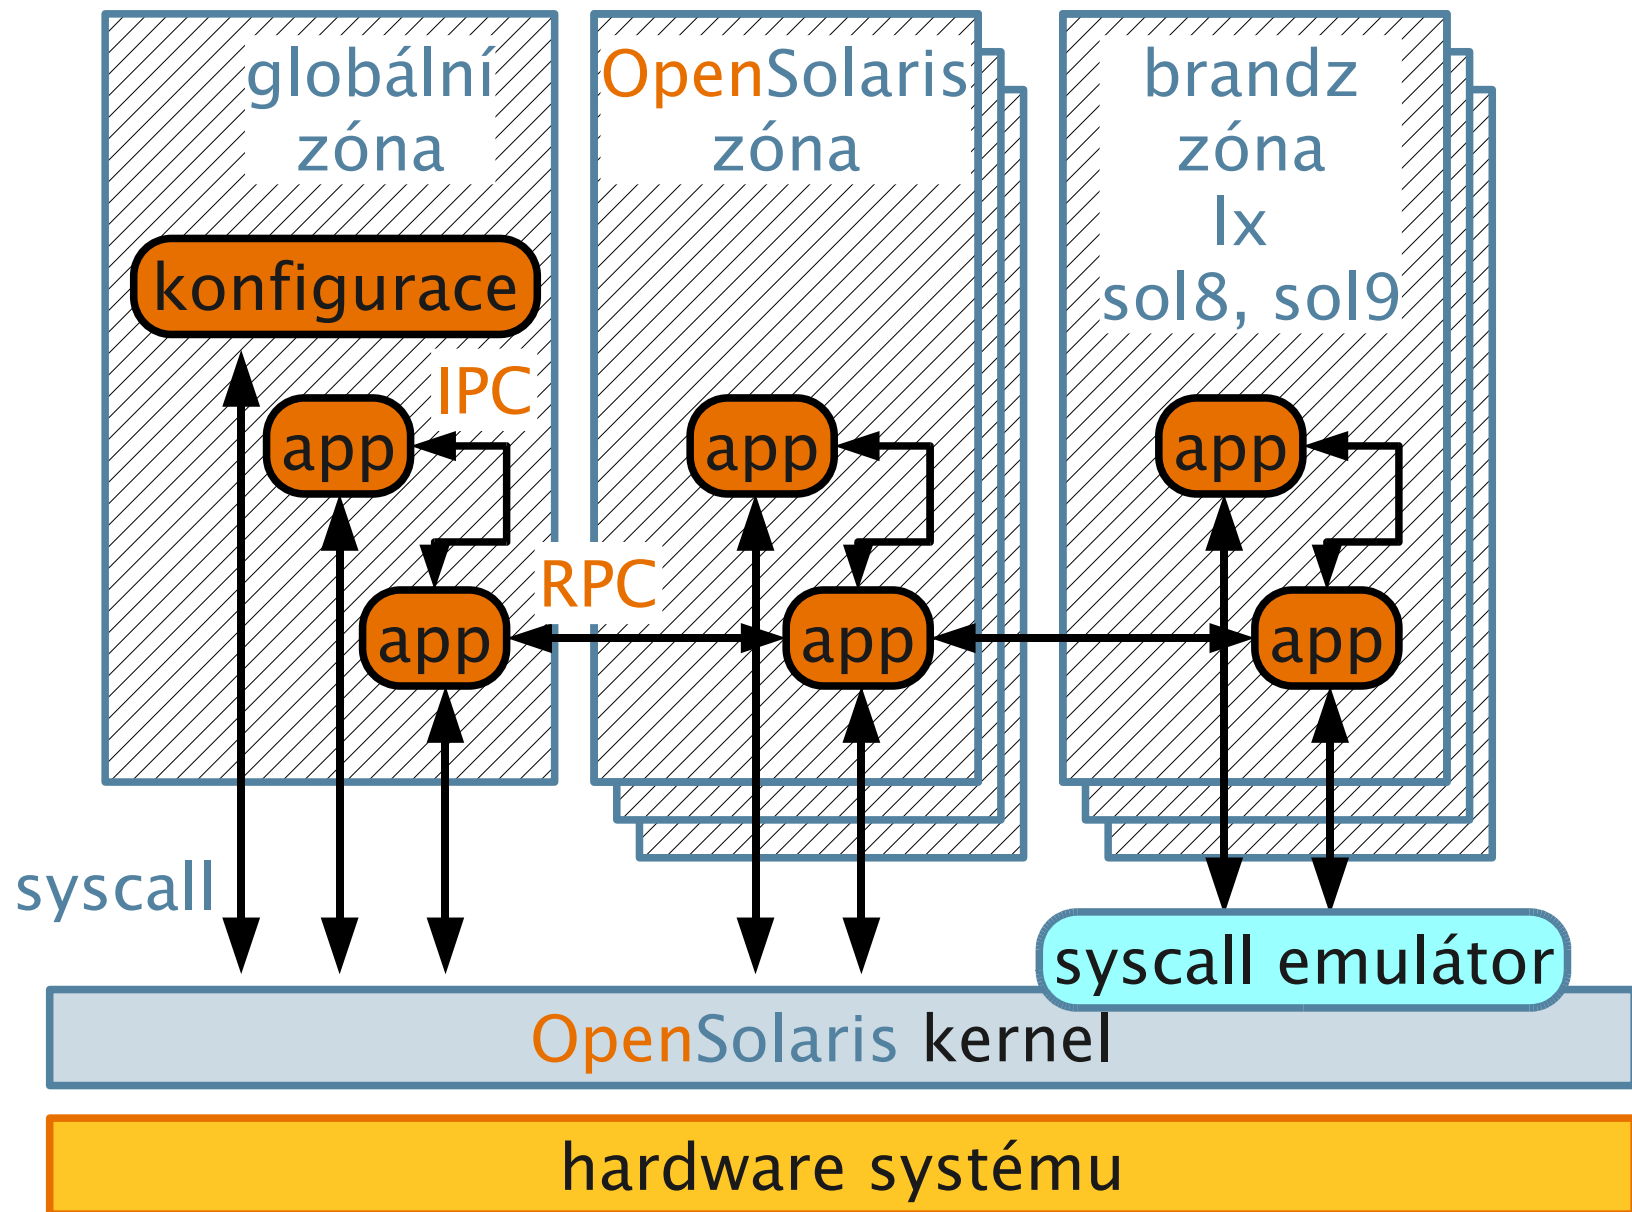 globální
zóna
OpenSolaris
zóna
brandz
zóna
lx
sol8, sol9
konfigurace
IPC
app
app
app
RPC
app
app
app
syscall
syscall emulátor
OpenSolaris kernel
hardware systému